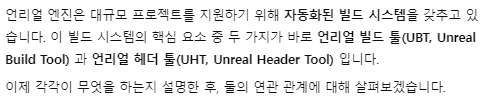 언리얼 엔진은 대규모 프로젝트를 지원하기 위해 자동화된 빌드 시스템을 갖추고 있
습니다. 이 빌드 시스템의 핵심 요소 중 두 가지가 바로 언리얼 빌드 툴(UBT, Unreal
Build Tool) 과 언리얼 헤더 툴(UHT, Unreal Header Tool) 입니다.
이제 각각이 무엇을 하는지 설명한 후, 둘의 연관 관계에 대해 살펴보겠습니다.